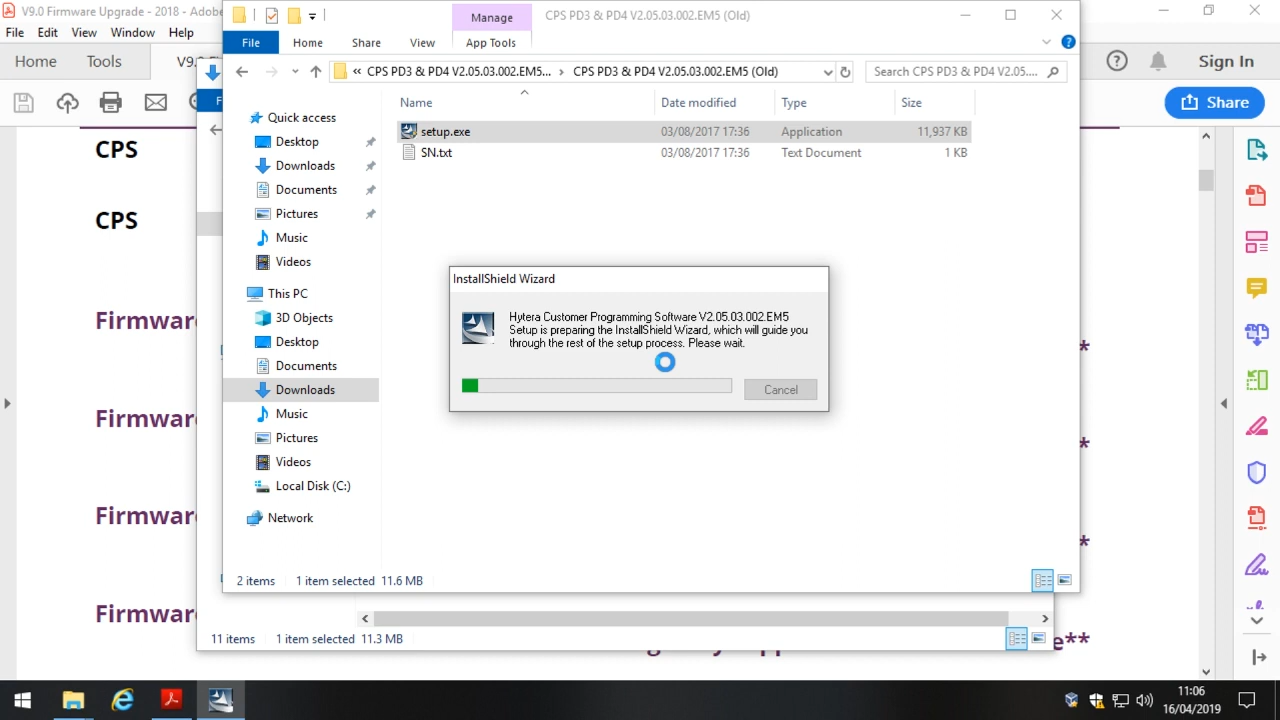 V9.0 Firmware Upgrade - 2018 - Adobe
File Edit View Window Help
Home Tools V9.0 Fi
Sign In
Share
Manage
CPS PD3 & PD4 V2.05.03.002.EM5 (Old)
File Home Share View App Tools
« CPS PD3 & PD4 V2.05.03.002.EM5... › CPS PD3 & PD4 V2.05.03.002.EM5 (Old)
Search CPS PD3 & PD4 V2.05....
Name Date modified Type Size
setup.exe 03/08/2017 17:36 Application 11,937 KB
SN.txt 03/08/2017 17:36 Text Document 1 KB
Quick access
Desktop
Downloads
Documents
Pictures
Music
Videos
This PC
3D Objects
Desktop
Documents
Downloads
Music
Pictures
Videos
Local Disk (C:)
Network
2 items 1 item selected 11.6 MB
InstallShield Wizard
Hytera Customer Programming Software V2.05.03.002.EM5
Setup is preparing the InstallShield Wizard, which will guide you
through the rest of the setup process. Please wait.
Cancel
CPS
CPS
Firmware
*
Firmware
*
Firmware
*
Firmware
e**
11 items 1 item selected 11.3 MB
11:06
16/04/2019